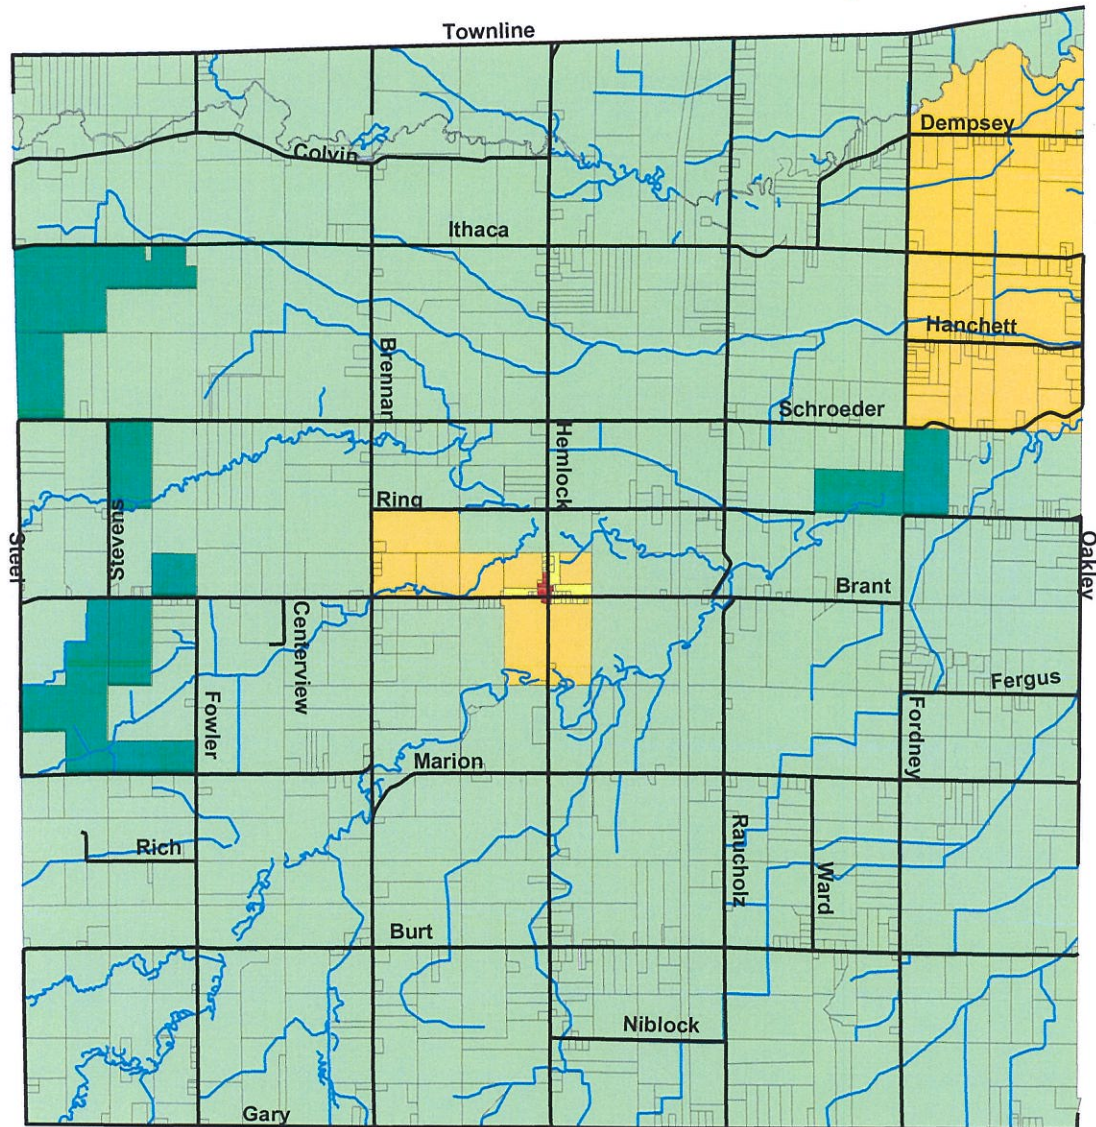 Townline
Dempsey
Colvin
Ithaca
Hanchett
Brennan
Schroeder
Hemlock
Ring
Stevens
Steel
Oakley
Brant
Centerview
Fergus
Fowler
Fordney
Marion
Raucholz
Rich
Ward
Burt
Niblock
Gary